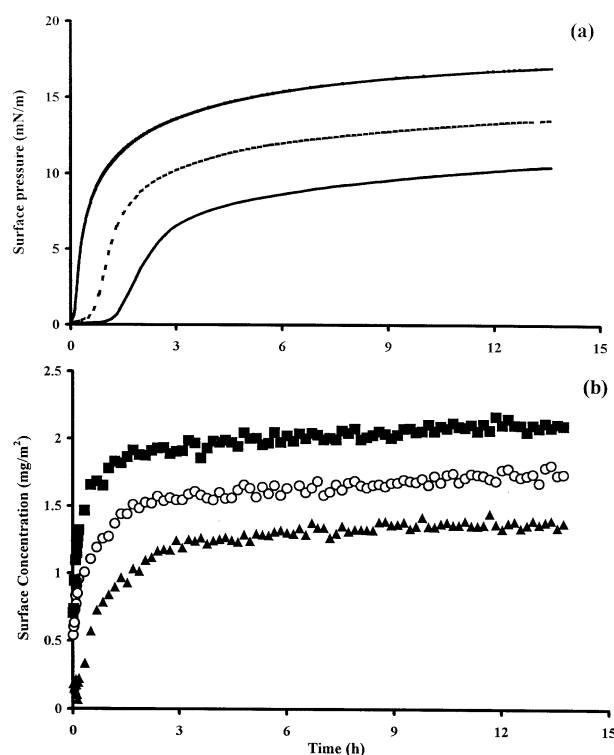 (a)
20
15
10
5
0
Surface pressure (mN/m)
0 3 6 9 12 15
(b)
2.5
2
1.5
1
0.5
0
Surface Concentration (mg/m²)
0 3 6 9 12 15
Time (h)